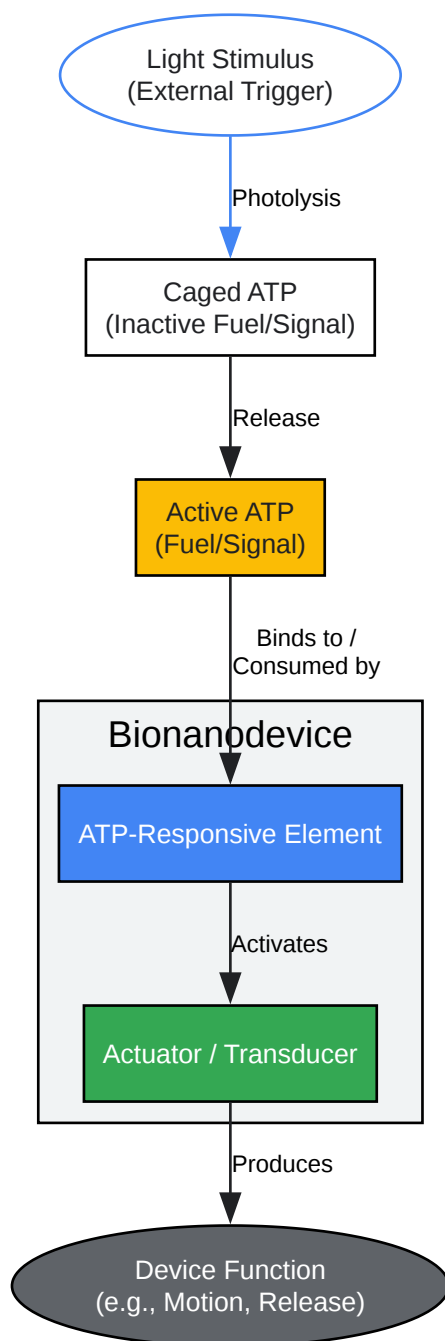 Light Stimulus
(External Trigger)
Photolysis
Caged ATP
(Inactive Fuel/Signal)
Release
Active ATP
(Fuel/Signal)
Binds to /
Consumed by
Bionanodevice
ATP-Responsive Element
Activates
Actuator / Transducer
Produces
Device Function
(e.g., Motion, Release)